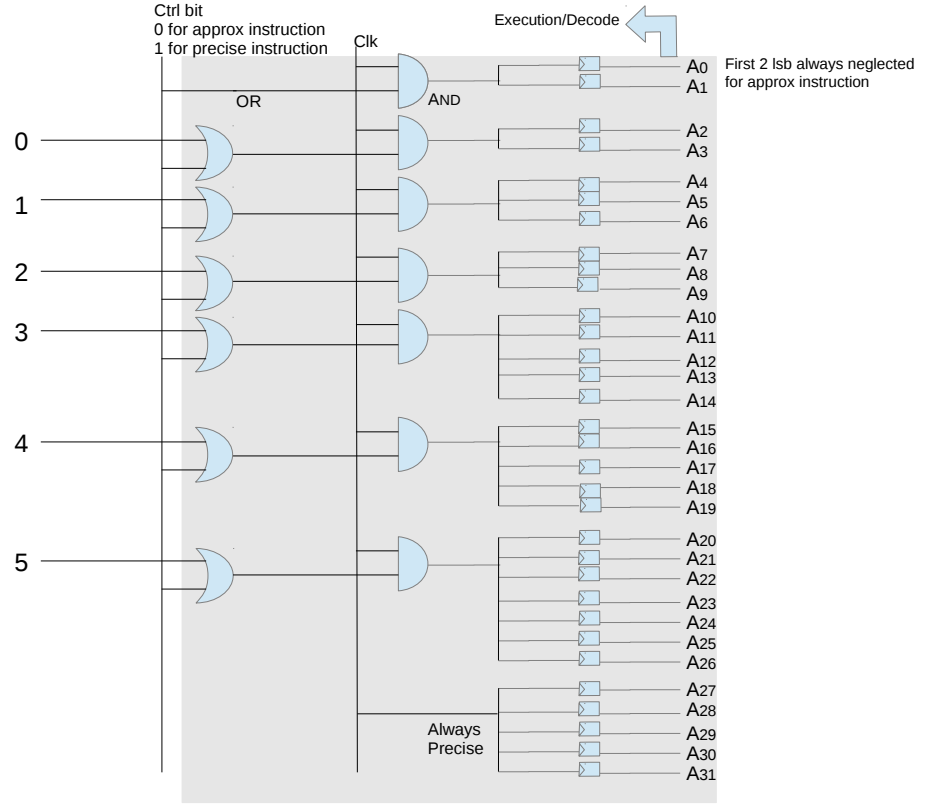 Ctrl bit
0 for approx instruction
1 for precise instruction
Clk
Execution/Decode
First 2 lsb always neglected
for approx instruction
OR
AND
0
1
2
3
4
5
A0
A1
A2
A3
A4
A5
A6
A7
A8
A9
A10
A11
A12
A13
A14
A15
A16
A17
A18
A19
A20
A21
A22
A23
A24
A25
A26
A27
A28
A29
A30
A31
Always
Precise